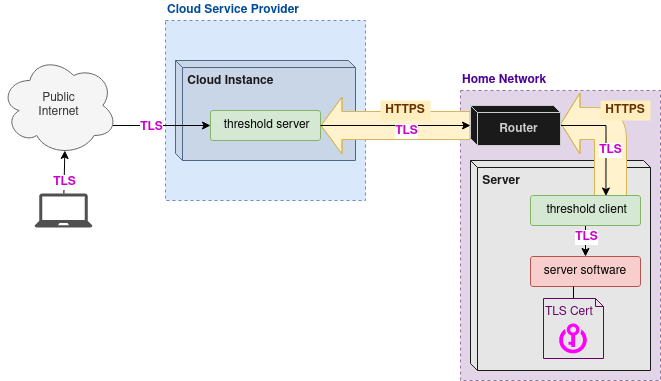 Cloud Service Provider
Cloud Instance
Public
Internet
TLS
threshold server
HTTPS
TLS
TLS
Home Network
HTTPS
Router
TLS
Server
threshold client
TLS
server software
TLS Cert